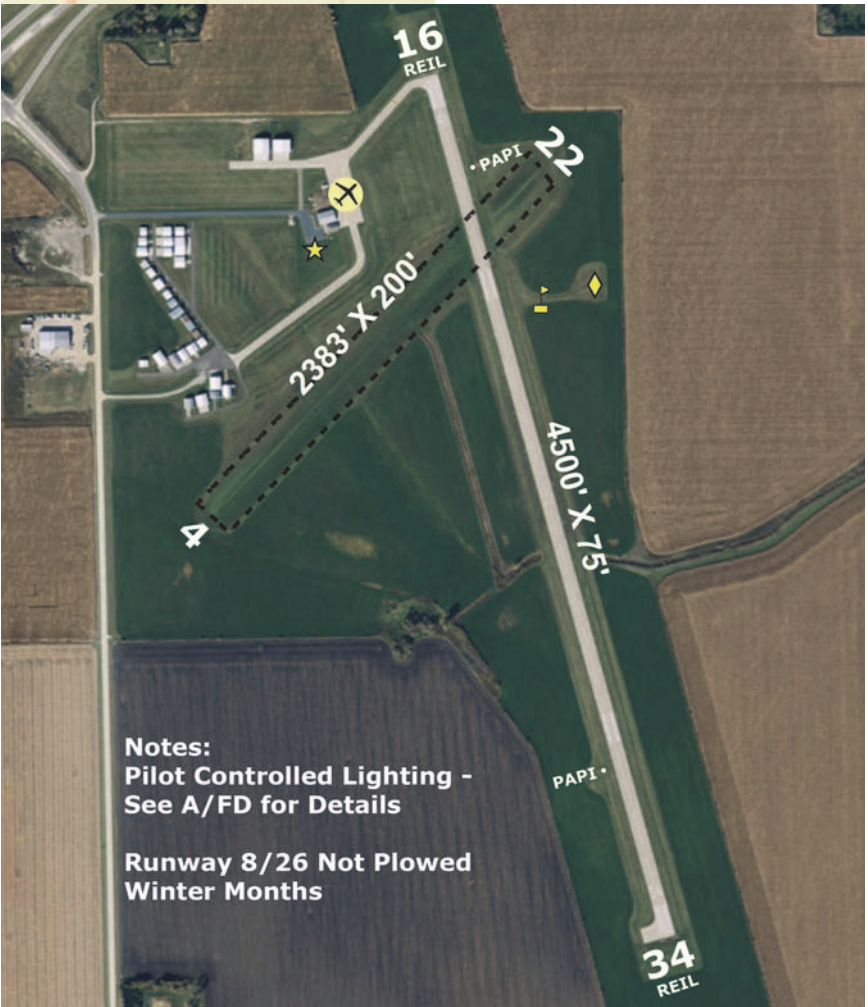 16
REIL
PAPI
22
2383' X 200'
4500' X 75'
4
PAPI
Notes:
Pilot Controlled Lighting -
See A/FD for Details
Runway 8/26 Not Plowed
Winter Months
34
REIL